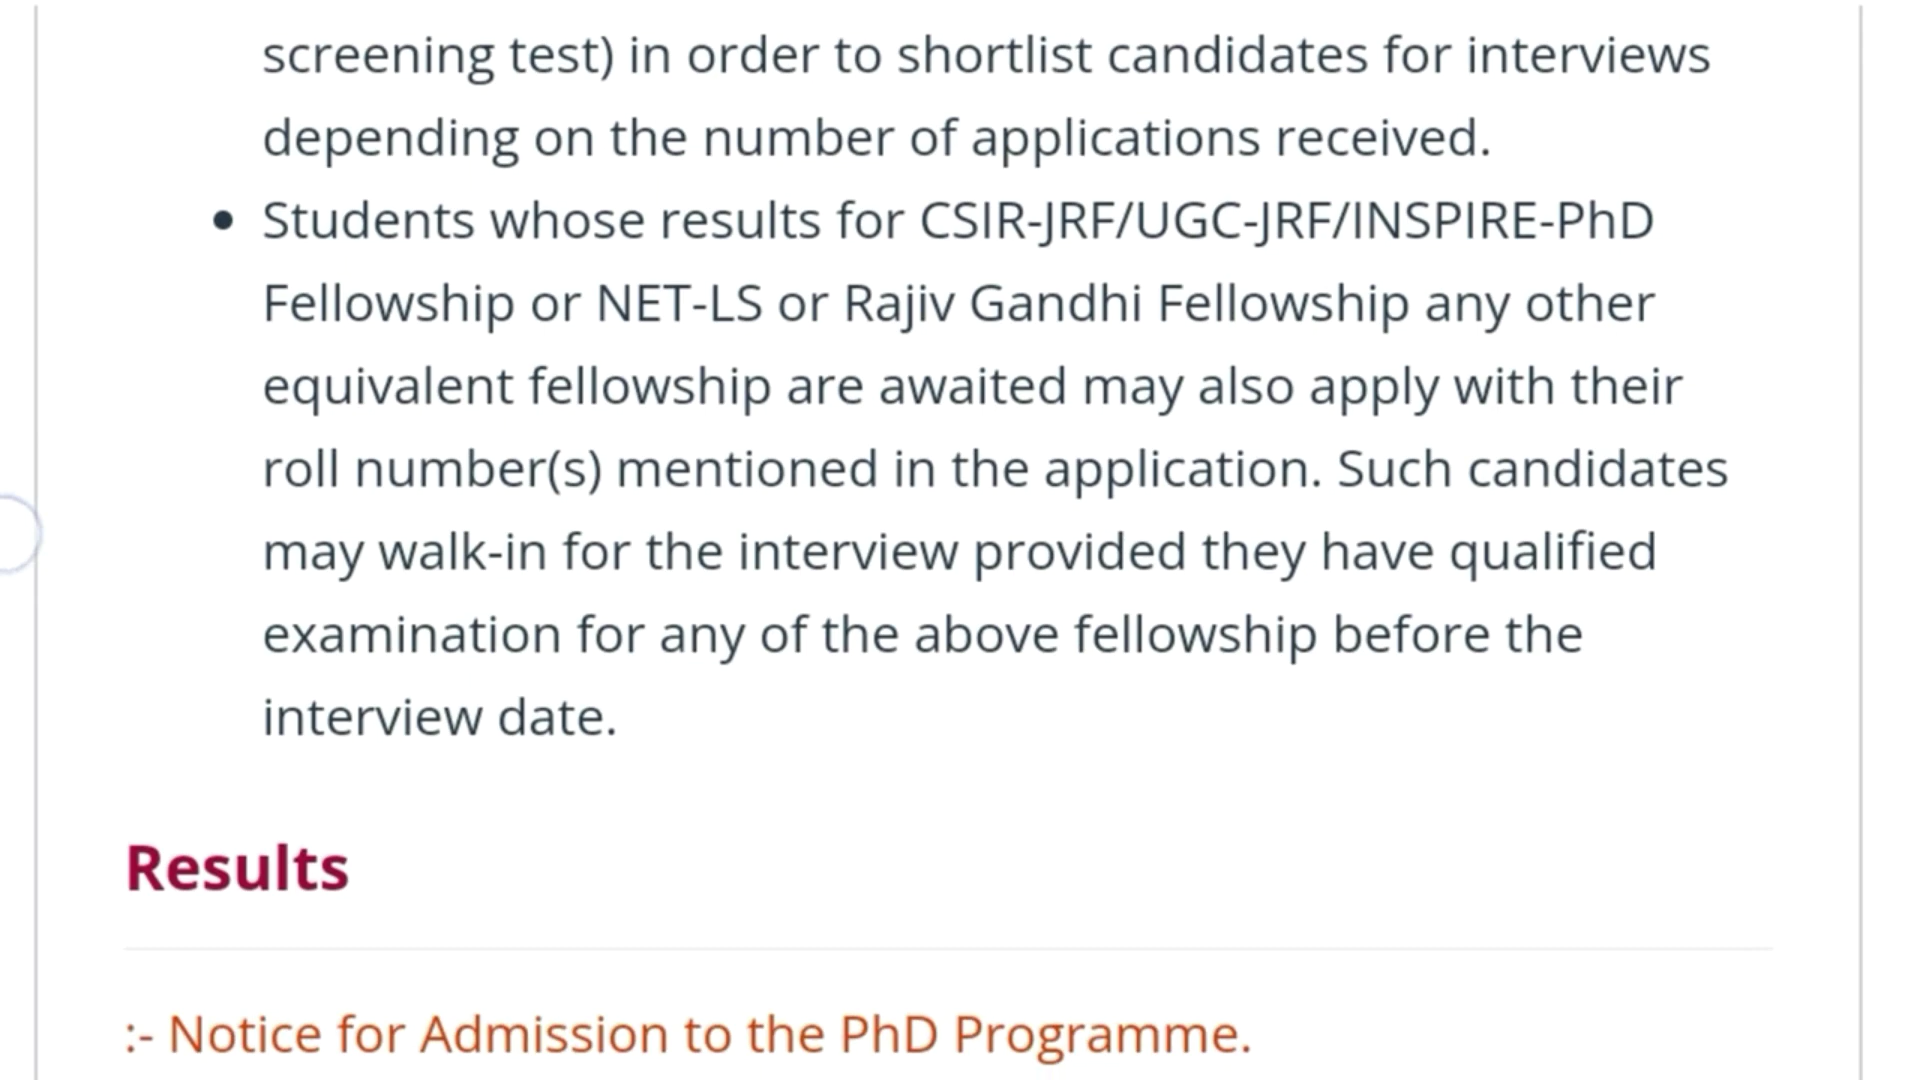 screening test) in order to shortlist candidates for interviews
depending on the number of applications received.
• Students whose results for CSIR-JRF/UGC-JRF/INSPIRE-PhD
Fellowship or NET-LS or Rajiv Gandhi Fellowship any other
equivalent fellowship are awaited may also apply with their
roll number(s) mentioned in the application. Such candidates
may walk-in for the interview provided they have qualified
examination for any of the above fellowship before the
interview date.
Results
:- Notice for Admission to the PhD Programme.